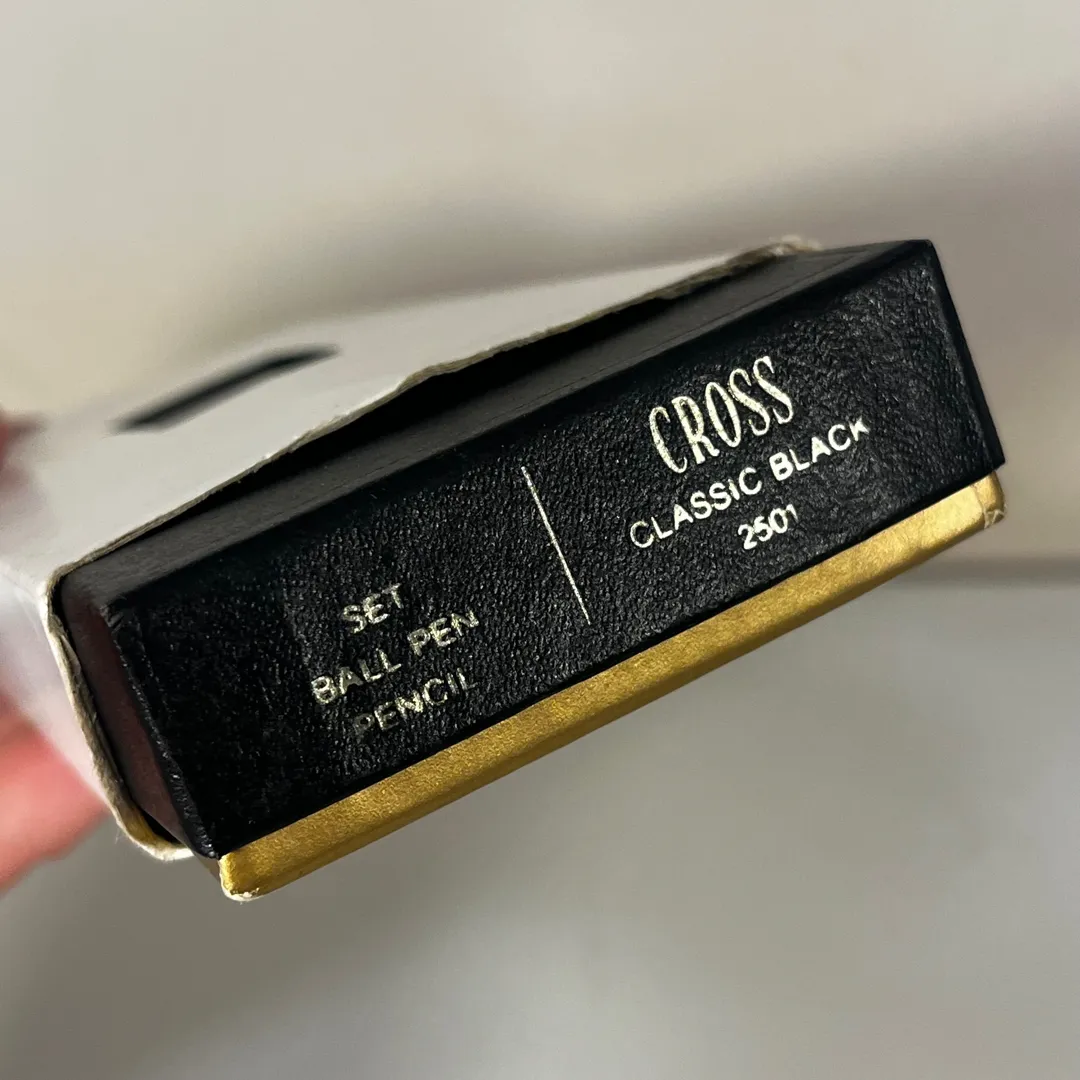 SET
BALL PEN
PENCIL
CROSS
CLASSIC BLACK
2501